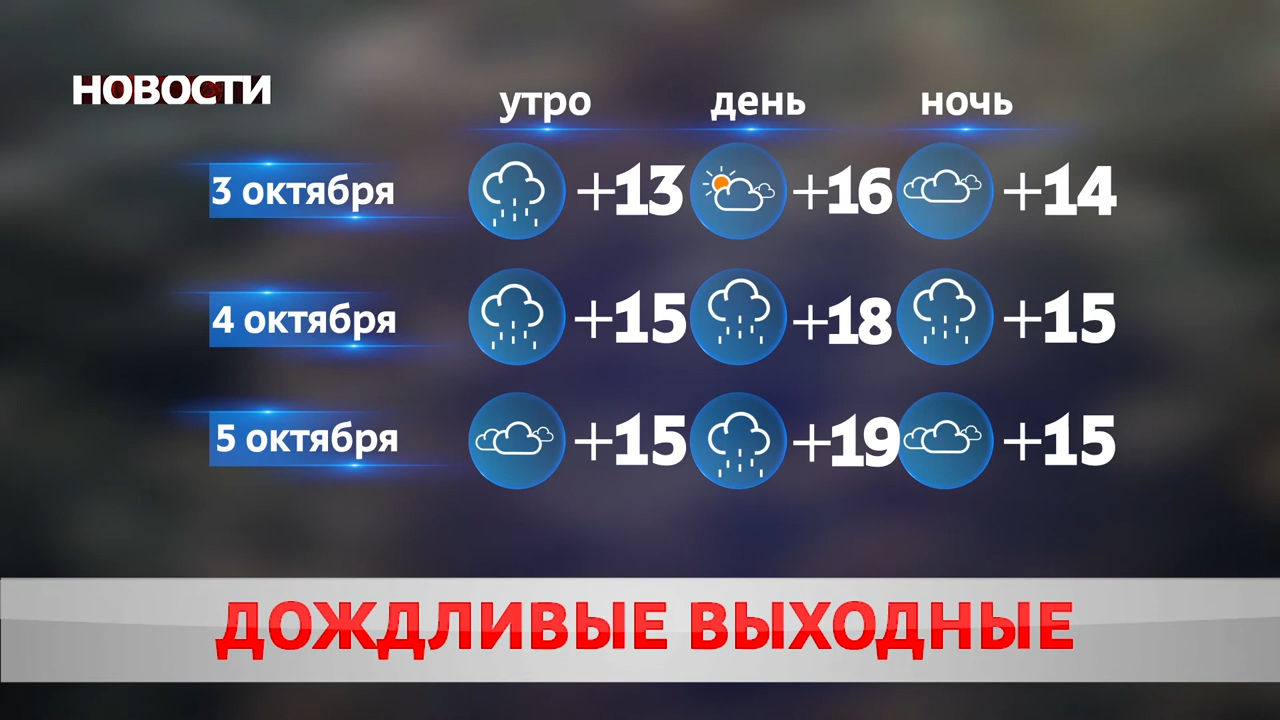 НОВОСТИ
утро день ночь
3 октября +13 +16 +14
4 октября +15 +18 +15
5 октября +15 +19 +15
ДОЖДЛИВЫЕ ВЫХОДНЫЕ